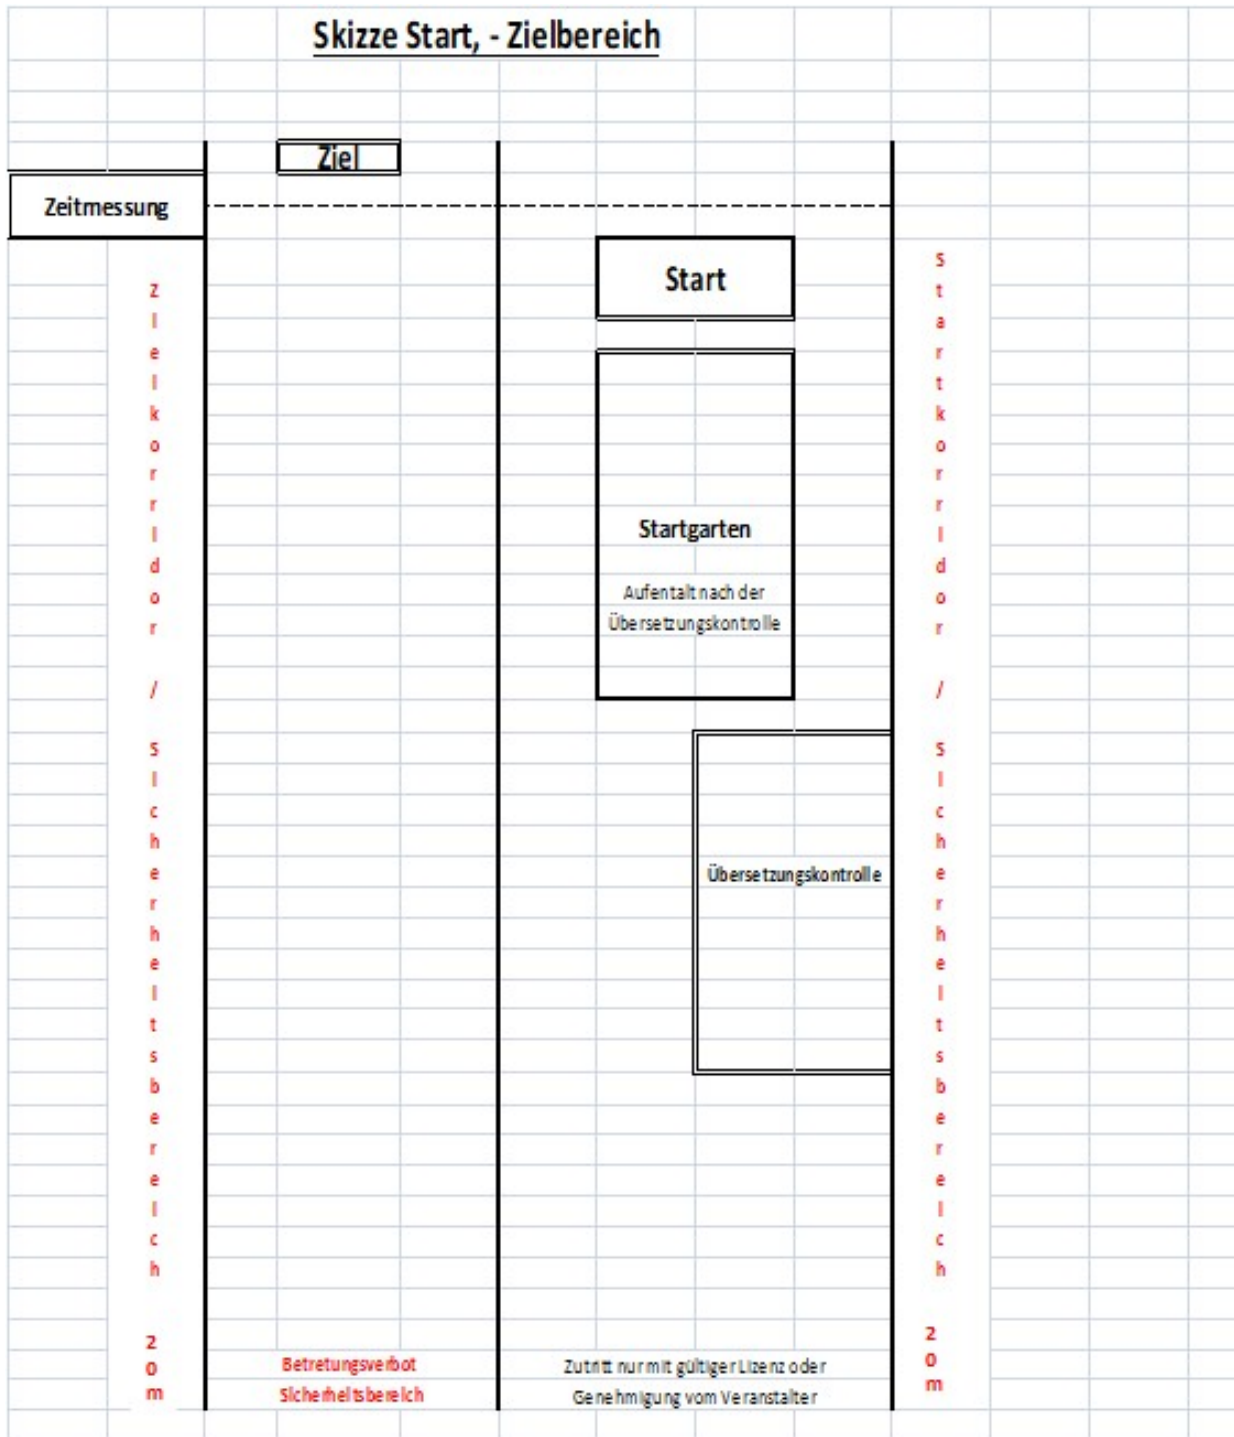 Skizze Start, - Zielbereich
Ziel
Zeitmessung
Start
Zielkorridor / Sicherheitsbereich 20m
Startkorridor / Sicherheitsbereich 20m
Startgarten
Aufentalt nach der
Übersetzungskontrolle
Übersetzungskontrolle
Betretungsverbot
Sicherheitsbereich
Zutritt nur mit gültiger Lizenz oder
Genehmigung vom Veranstalter